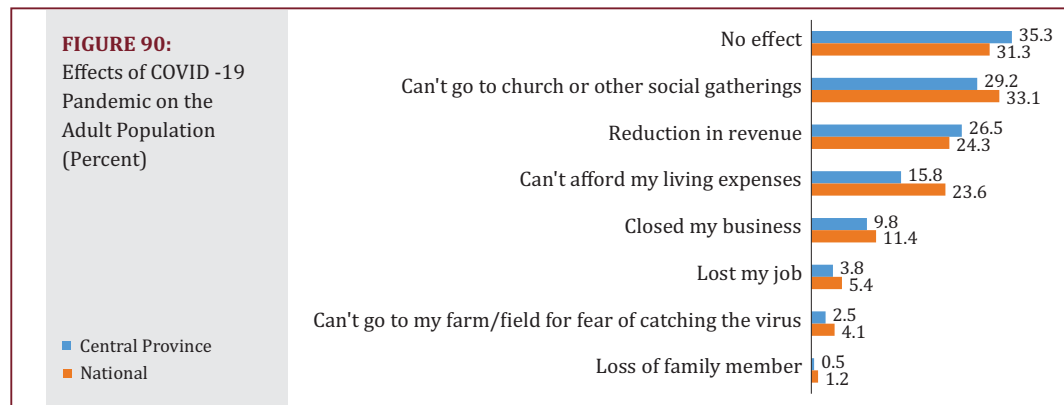 FIGURE 90:
Effects of COVID -19
Pandemic on the
Adult Population
(Percent)
Central Province
National
No effect
35.3
31.3
Can't go to church or other social gatherings
29.2
33.1
Reduction in revenue
26.5
24.3
Can't afford my living expenses
15.8
23.6
Closed my business
9.8
11.4
Lost my job
3.8
5.4
Can't go to my farm/field for fear of catching the virus
2.5
4.1
Loss of family member
0.5
1.2